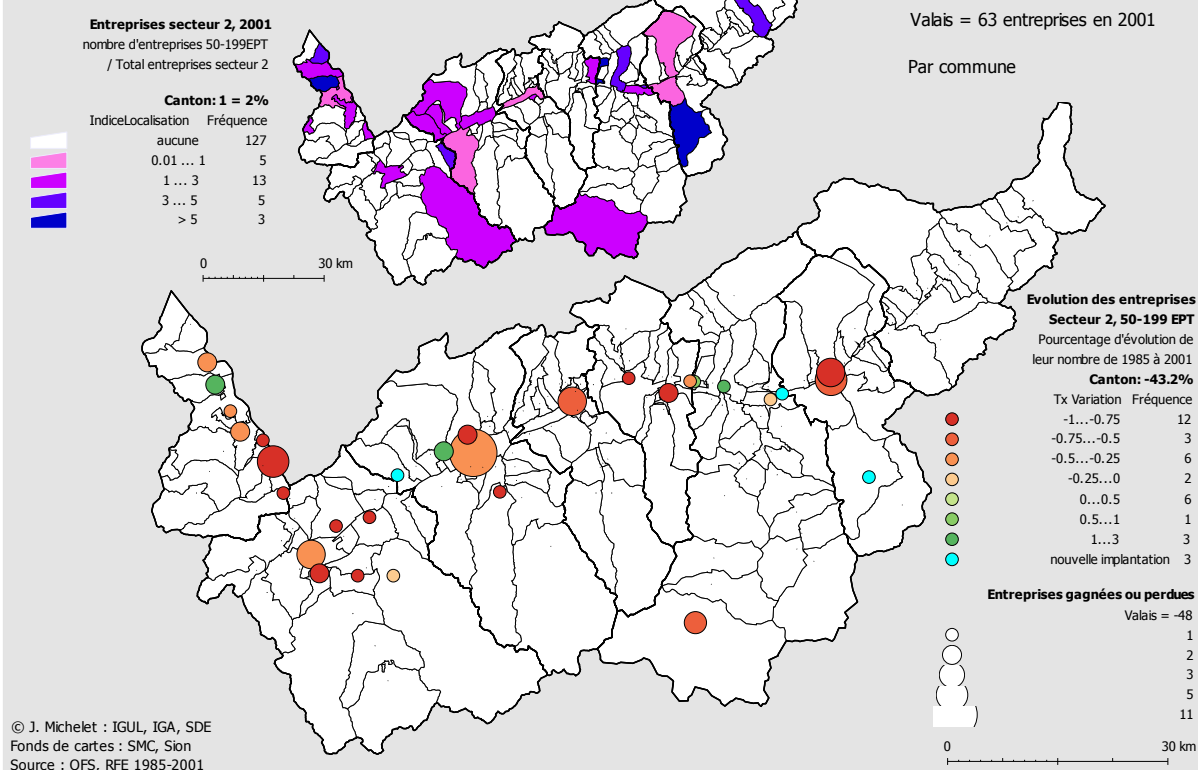 Entreprises secteur 2, 2001
nombre d'entreprises 50-199EPT
/ Total entreprises secteur 2
Canton: 1 = 2%
IndiceLocalisation Fréquence
aucune 127
0.01 ... 1 5
1 ... 3 13
3 ... 5 5
> 5 3
0 30 km
Valais = 63 entreprises en 2001
Par commune
Evolution des entreprises
Secteur 2, 50-199 EPT
Pourcentage d'évolution de
leur nombre de 1985 à 2001
Canton: -43.2%
Tx Variation Fréquence
-1...-0.75 12
-0.75...-0.5 3
-0.5...-0.25 6
-0.25...0 2
0...0.5 6
0.5...1 1
1...3 3
nouvelle implantation 3
Entreprises gagnées ou perdues
Valais = -48
1
2
3
5
11
0 30 km
© J. Michelet : IGUL, IGA, SDE
Fonds de cartes : SMC, Sion
Source : OFS, RFE 1985-2001